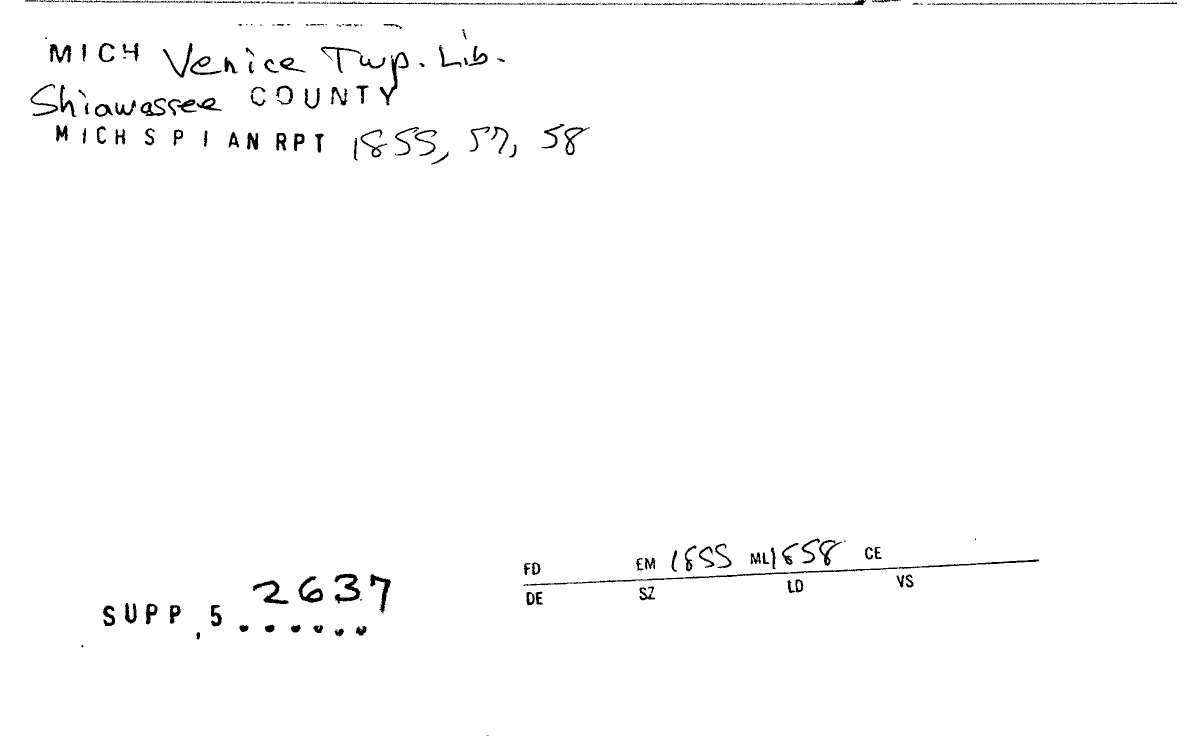 MICH Venice Twp. Lib.
Shiawassee COUNTY
MICH S P I AN RPT 1855, 57, 58
FD EM 1855 ML 1858 CE
DE SZ LD VS
2637
SUPP, 5 ......